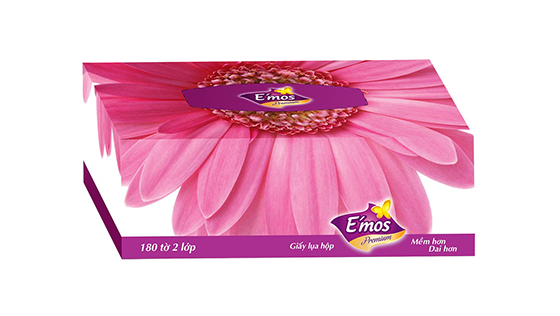 E'mos
Premium
E'mos
Premium
180 tờ 2 lớp
Giấy lụa hộp
Mềm hơn
Dai hơn